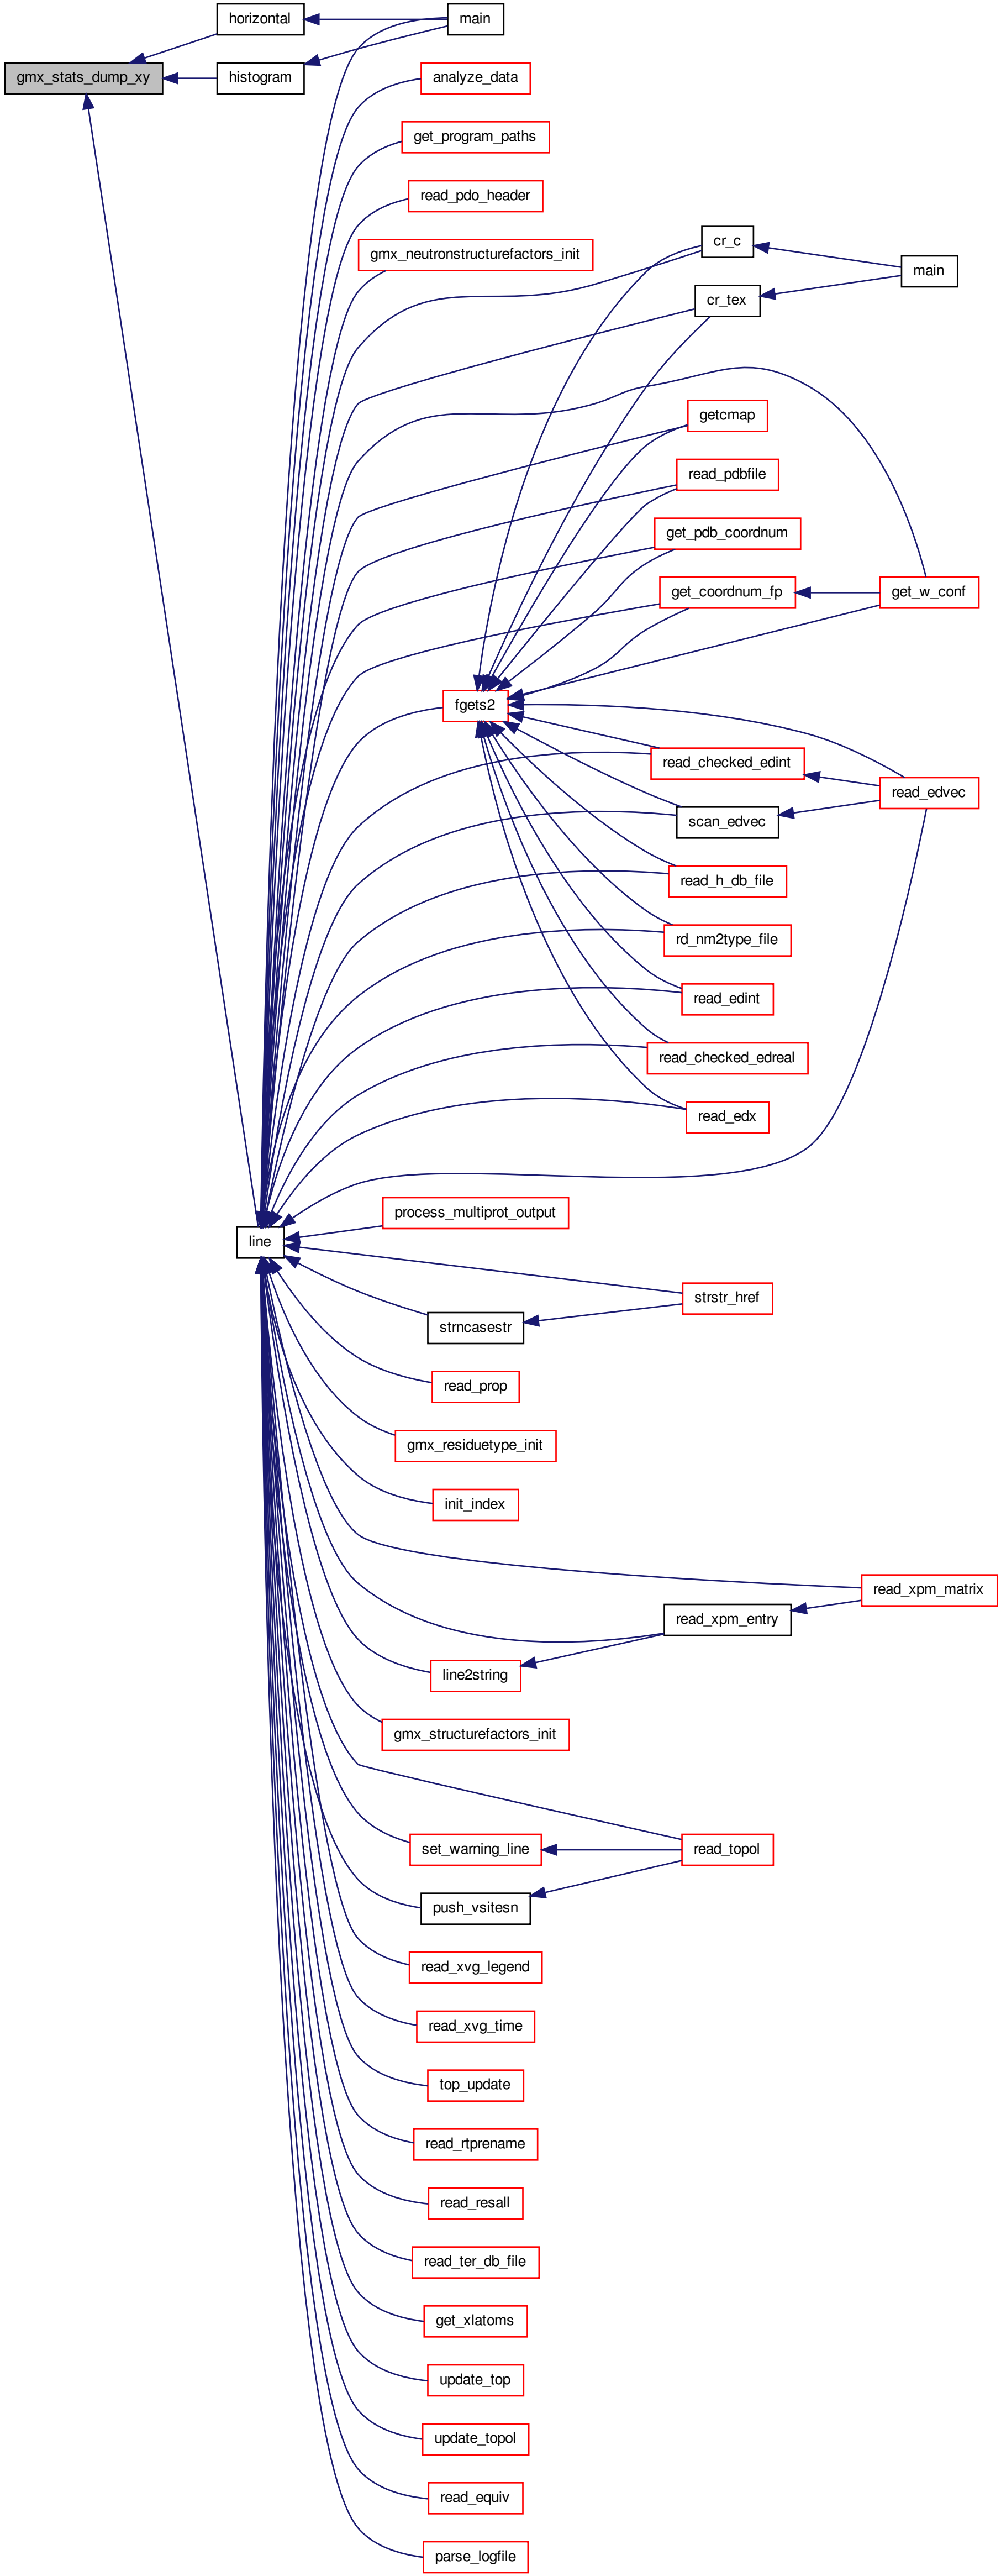 horizontal
main
gmx_stats_dump_xy
histogram
analyze_data
get_program_paths
read_pdo_header
cr_c
gmx_neutronstructurefactors_init
main
cr_tex
getcmap
read_pdbfile
get_pdb_coordnum
get_coordnum_fp
get_w_conf
fgets2
read_checked_edint
read_edvec
scan_edvec
read_h_db_file
rd_nm2type_file
read_edint
read_checked_edreal
read_edx
process_multiprot_output
line
strstr_href
strncasestr
read_prop
gmx_residuetype_init
init_index
read_xpm_matrix
read_xpm_entry
line2string
gmx_structurefactors_init
set_warning_line
read_topol
push_vsitesn
read_xvg_legend
read_xvg_time
top_update
read_rtprename
read_resall
read_ter_db_file
get_xlatoms
update_top
update_topol
read_equiv
parse_logfile